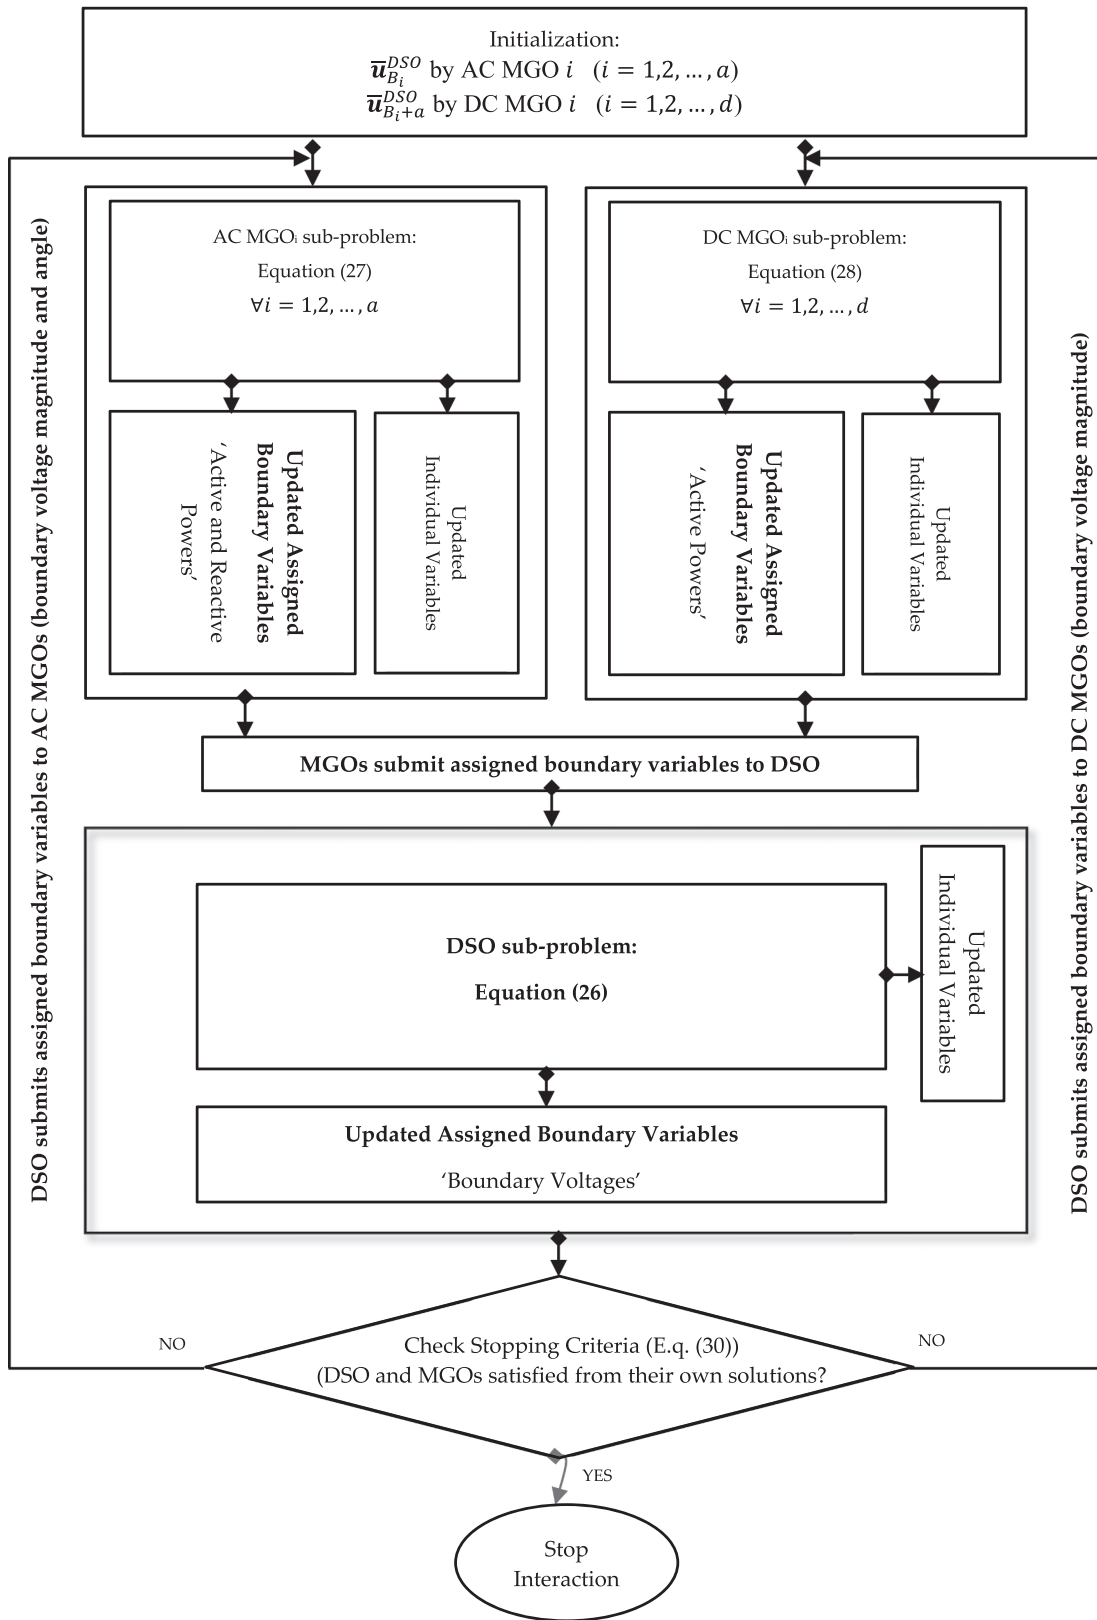 Initialization:
𝒖̅_{B_i}^{DSO} by AC MGO i (i = 1,2, … , a)
𝒖̅_{B_i+a}^{DSO} by DC MGO i (i = 1,2, … , d)
DSO submits assigned boundary variables to AC MGOs (boundary voltage magnitude and angle)
AC MGOᵢ sub-problem:
Equation (27)
∀i = 1,2, … , a
Updated Assigned
Boundary Variables
‘Active and Reactive
Powers’
Updated
Individual Variables
DC MGOᵢ sub-problem:
Equation (28)
∀i = 1,2, … , d
Updated Assigned
Boundary Variables
‘Active Powers’
Updated
Individual Variables
DSO submits assigned boundary variables to DC MGOs (boundary voltage magnitude)
MGOs submit assigned boundary variables to DSO
DSO sub-problem:
Equation (26)
Updated
Individual Variables
Updated Assigned Boundary Variables
‘Boundary Voltages’
NO
Check Stopping Criteria (E.q. (30))
(DSO and MGOs satisfied from their own solutions?
NO
YES
Stop
Interaction